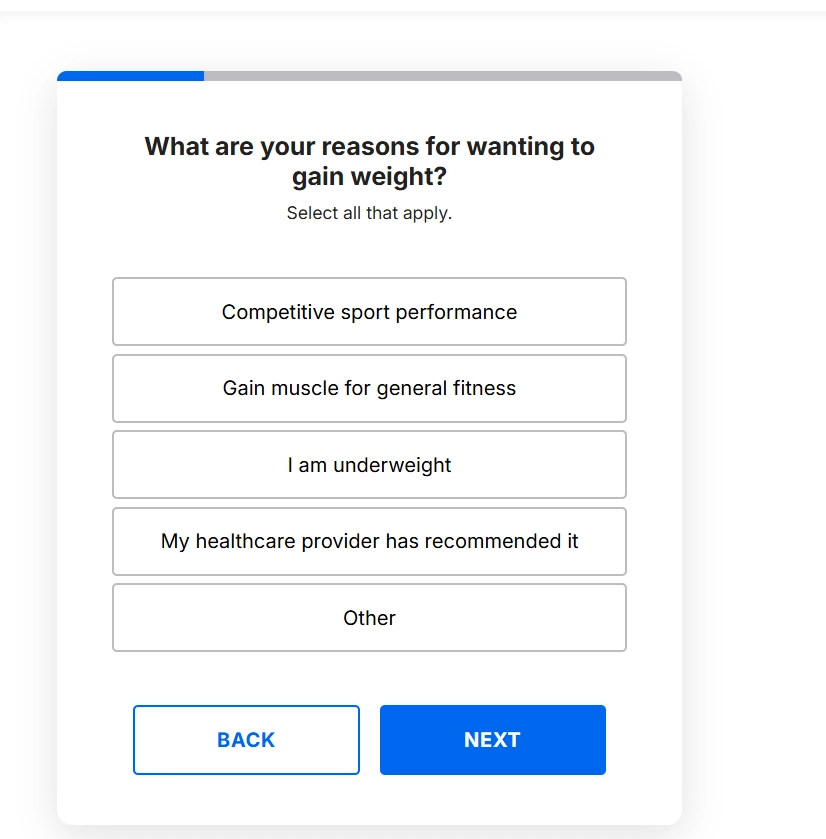 What are your reasons for wanting to
gain weight?
Select all that apply.
Competitive sport performance
Gain muscle for general fitness
I am underweight
My healthcare provider has recommended it
Other
BACK
NEXT